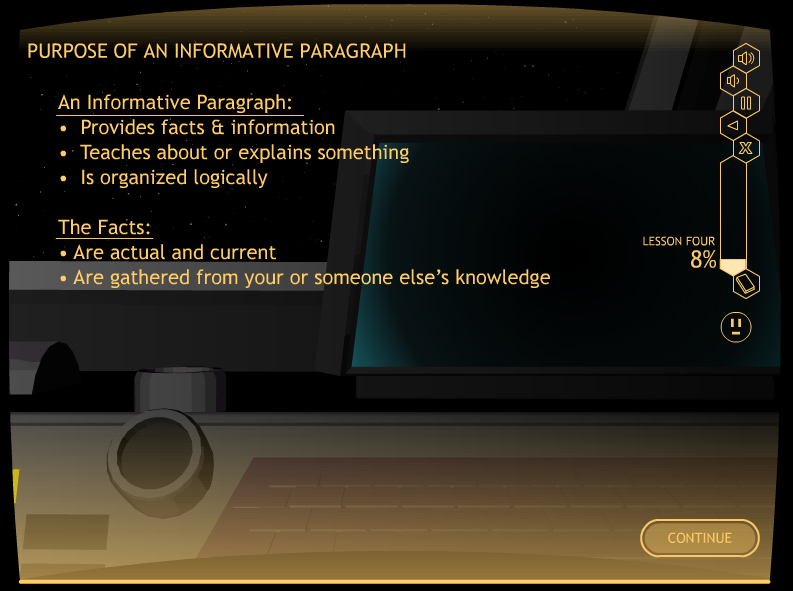 PURPOSE OF AN INFORMATIVE PARAGRAPH
An Informative Paragraph:
• Provides facts & information
• Teaches about or explains something
• Is organized logically
The Facts:
• Are actual and current
• Are gathered from your or someone else's knowledge
LESSON FOUR
8%
CONTINUE